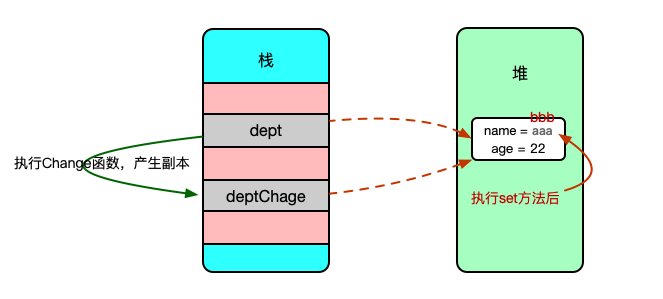 栈
堆
bbb
name = aaa
age = 22
dept
执行Change函数，产生副本
deptChage
执行set方法后